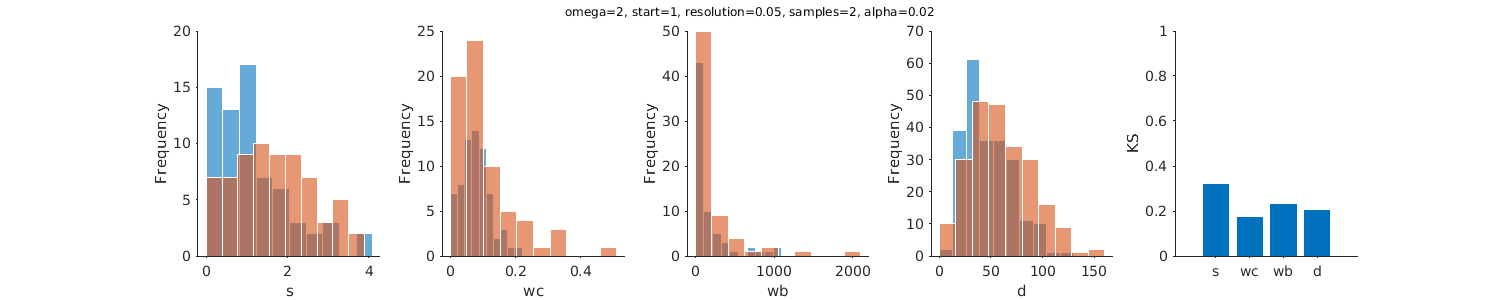 omega=2, start=1, resolution=0.05, samples=2, alpha=0.02
20
15
10
5
0
Frequency
0 2 4
s
25
20
15
10
5
0
Frequency
0 0.2 0.4
wc
50
40
30
20
10
0
Frequency
0 1000 2000
wb
70
60
50
40
30
20
10
0
Frequency
0 50 100 150
d
1
0.8
0.6
0.4
0.2
0
KS
s wc wb d